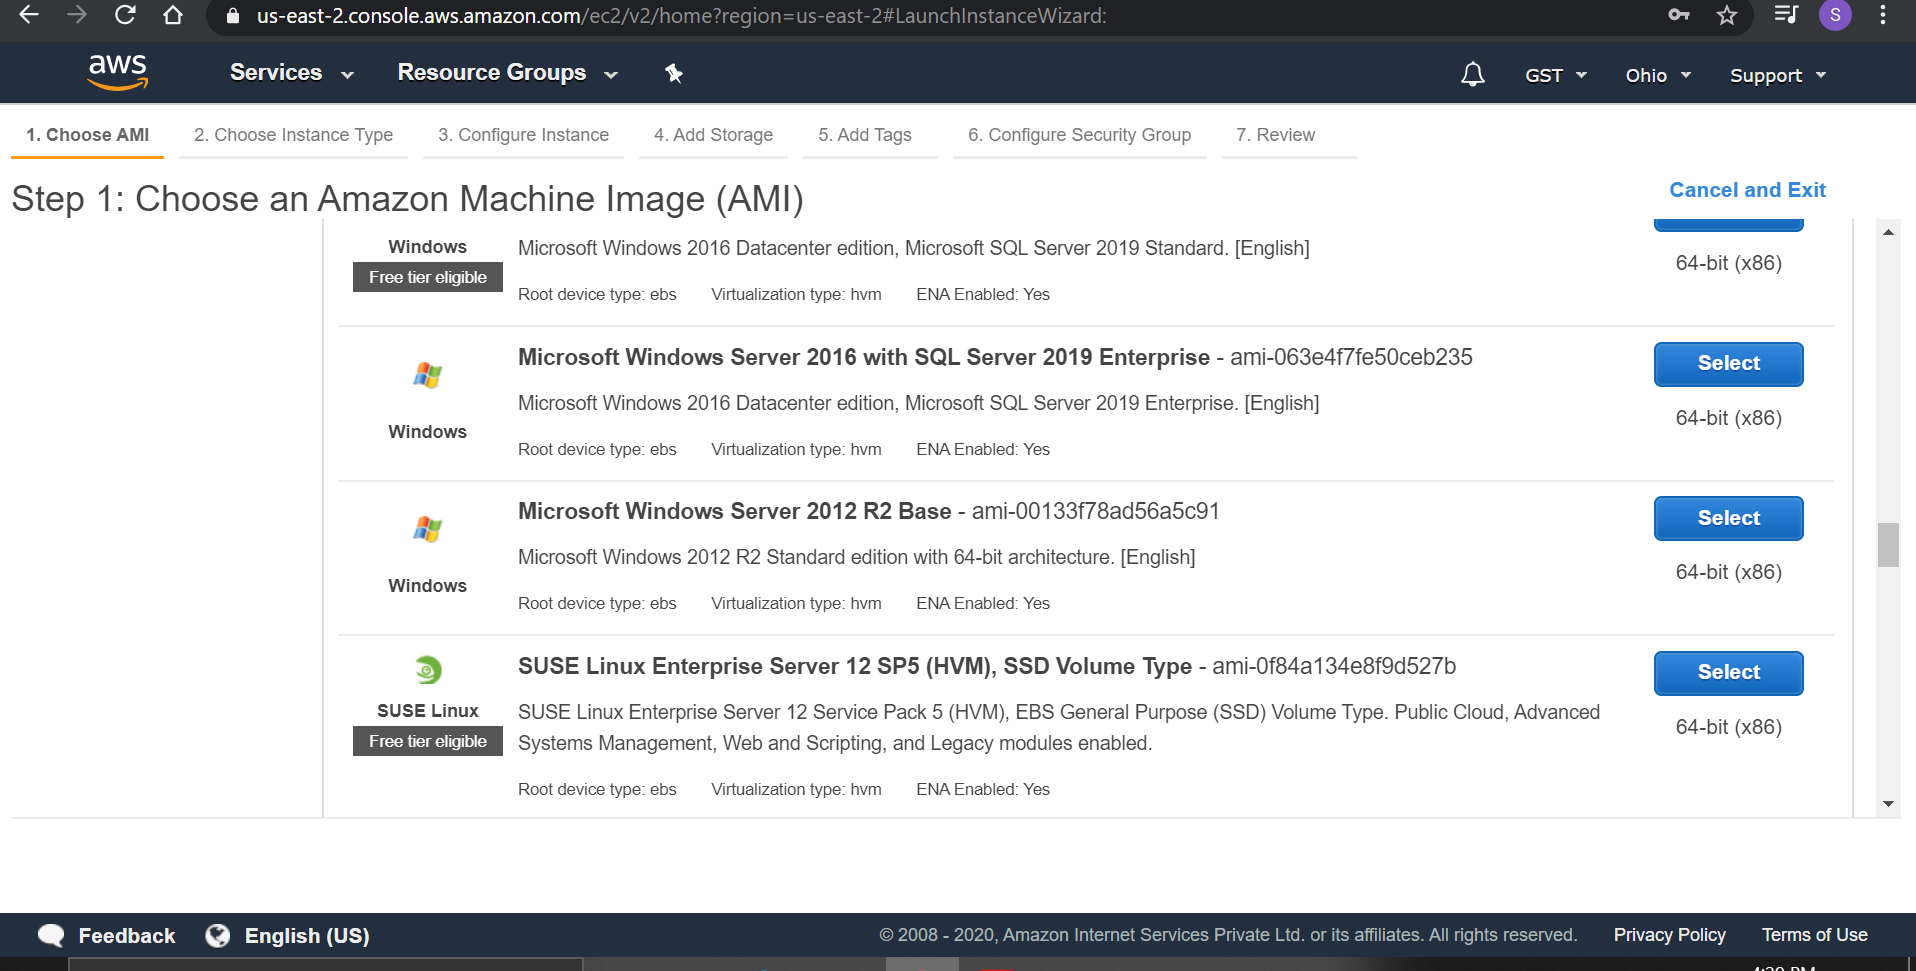 us-east-2.console.aws.amazon.com/ec2/v2/home?region=us-east-2#LaunchInstanceWizard:
S
aws
Services
Resource Groups
GST
Ohio
Support
1. Choose AMI
2. Choose Instance Type
3. Configure Instance
4. Add Storage
5. Add Tags
6. Configure Security Group
7. Review
Step 1: Choose an Amazon Machine Image (AMI)
Cancel and Exit
Windows
Free tier eligible
Microsoft Windows 2016 Datacenter edition, Microsoft SQL Server 2019 Standard. [English]
64-bit (x86)
Root device type: ebs Virtualization type: hvm ENA Enabled: Yes
Microsoft Windows Server 2016 with SQL Server 2019 Enterprise - ami-063e4f7fe50ceb235
Select
Microsoft Windows 2016 Datacenter edition, Microsoft SQL Server 2019 Enterprise. [English]
64-bit (x86)
Windows
Root device type: ebs Virtualization type: hvm ENA Enabled: Yes
Microsoft Windows Server 2012 R2 Base - ami-00133f78ad56a5c91
Select
Microsoft Windows 2012 R2 Standard edition with 64-bit architecture. [English]
64-bit (x86)
Windows
Root device type: ebs Virtualization type: hvm ENA Enabled: Yes
SUSE Linux Enterprise Server 12 SP5 (HVM), SSD Volume Type - ami-0f84a134e8f9d527b
Select
SUSE Linux
Free tier eligible
SUSE Linux Enterprise Server 12 Service Pack 5 (HVM), EBS General Purpose (SSD) Volume Type. Public Cloud, Advanced
Systems Management, Web and Scripting, and Legacy modules enabled.
64-bit (x86)
Root device type: ebs Virtualization type: hvm ENA Enabled: Yes
Feedback
English (US)
© 2008 - 2020, Amazon Internet Services Private Ltd. or its affiliates. All rights reserved.
Privacy Policy
Terms of Use